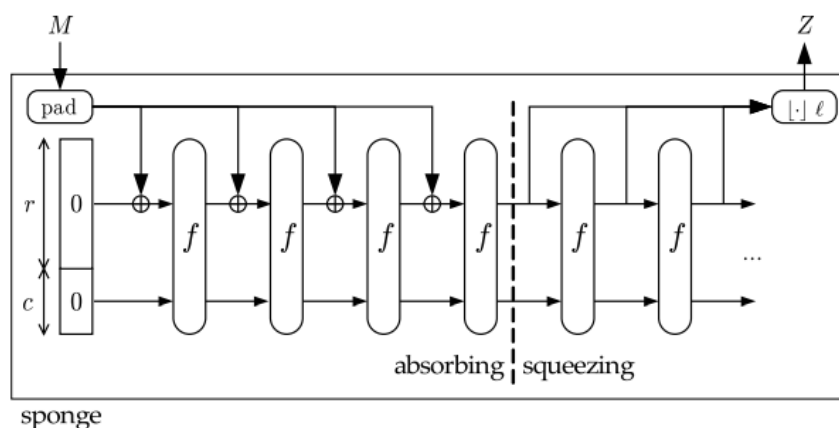 M Z
pad ⌊·⌋ ℓ
r 0 f f f f f f
c 0 ...
absorbing squeezing
sponge